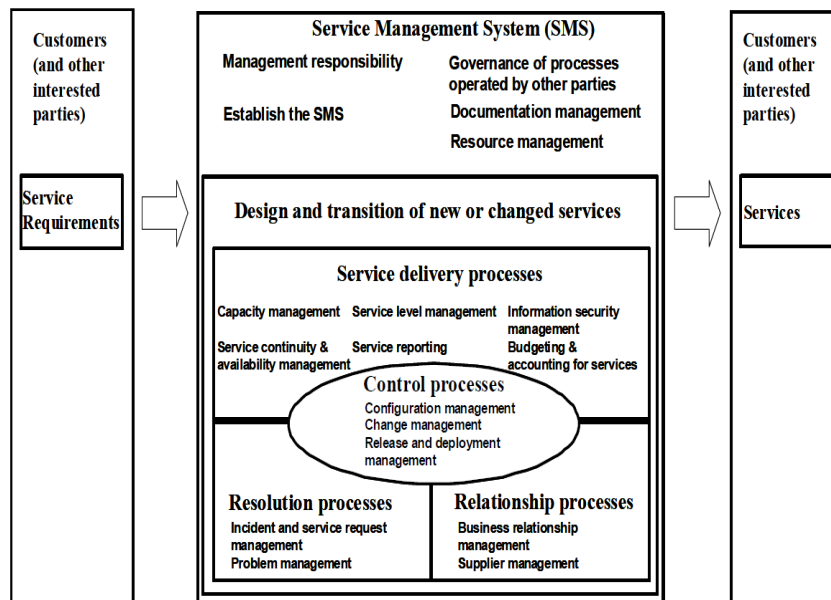 Customers
(and other
interested
parties)
Service
Requirements
Service Management System (SMS)
Management responsibility
Establish the SMS
Governance of processes
operated by other parties
Documentation management
Resource management
Design and transition of new or changed services
Service delivery processes
Capacity management
Service level management
Information security
management
Service continuity &
availability management
Service reporting
Budgeting &
accounting for services
Control processes
Configuration management
Change management
Release and deployment
management
Resolution processes
Incident and service request
management
Problem management
Relationship processes
Business relationship
management
Supplier management
Customers
(and other
interested
parties)
Services